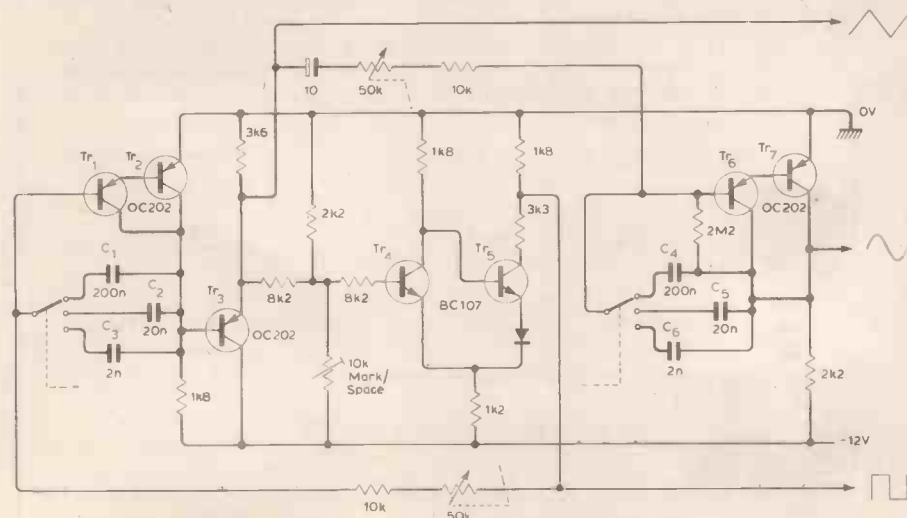 10
50k
10k
0V
3k6
1k8
1k8
Tr1
Tr2
OC202
2k2
3k3
Tr6
Tr7
OC202
2M2
C1
200n
C2
20n
C3
2n
Tr3
OC202
8k2
8k2
Tr4
Tr5
BC107
C4
200n
C5
20n
C6
2n
10k
Mark/
Space
1k8
1k2
2k2
-12V
10k
50k